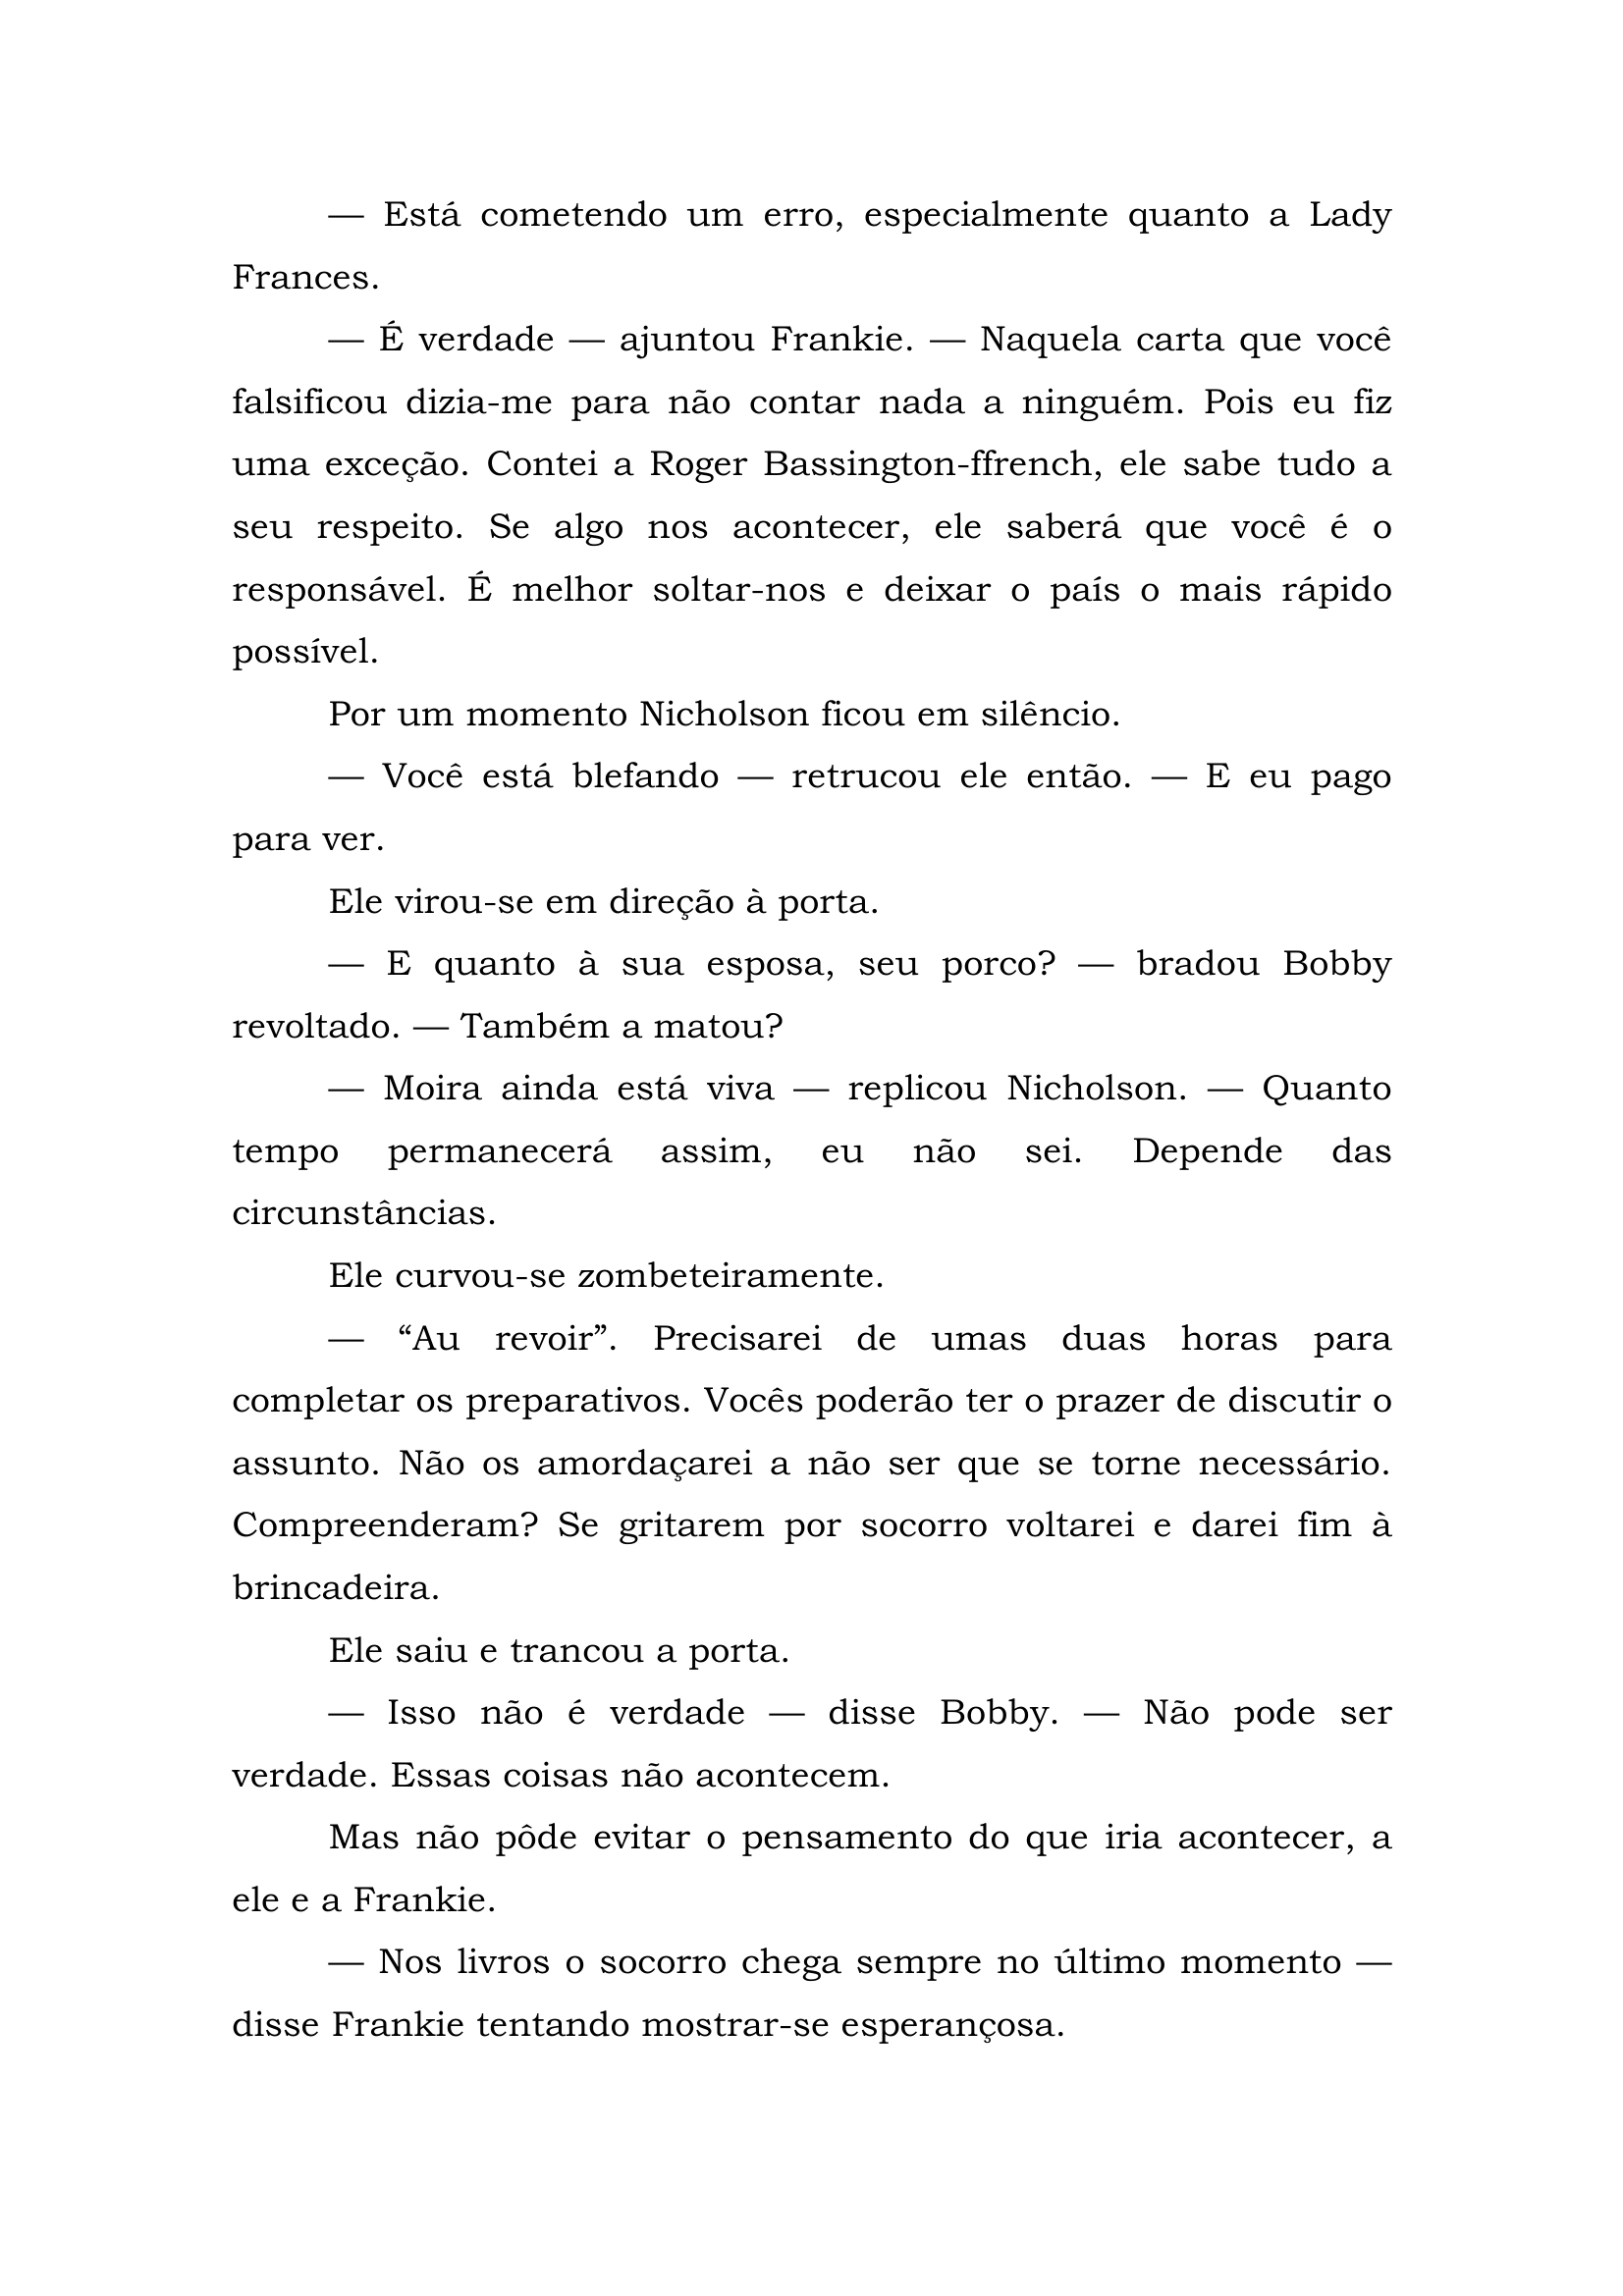 — Está cometendo um erro, especialmente quanto a Lady
Frances.
— É verdade — ajuntou Frankie. — Naquela carta que você
falsificou dizia-me para não contar nada a ninguém. Pois eu fiz
uma exceção. Contei a Roger Bassington-ffrench, ele sabe tudo a
seu respeito. Se algo nos acontecer, ele saberá que você é o
responsável. É melhor soltar-nos e deixar o país o mais rápido
possível.
Por um momento Nicholson ficou em silêncio.
— Você está blefando — retrucou ele então. — E eu pago
para ver.
Ele virou-se em direção à porta.
— E quanto à sua esposa, seu porco? — bradou Bobby
revoltado. — Também a matou?
— Moira ainda está viva — replicou Nicholson. — Quanto
tempo permanecerá assim, eu não sei. Depende das
circunstâncias.
Ele curvou-se zombeteiramente.
— “Au revoir”. Precisarei de umas duas horas para
completar os preparativos. Vocês poderão ter o prazer de discutir o
assunto. Não os amordaçarei a não ser que se torne necessário.
Compreenderam? Se gritarem por socorro voltarei e darei fim à
brincadeira.
Ele saiu e trancou a porta.
— Isso não é verdade — disse Bobby. — Não pode ser
verdade. Essas coisas não acontecem.
Mas não pôde evitar o pensamento do que iria acontecer, a
ele e a Frankie.
— Nos livros o socorro chega sempre no último momento —
disse Frankie tentando mostrar-se esperançosa.